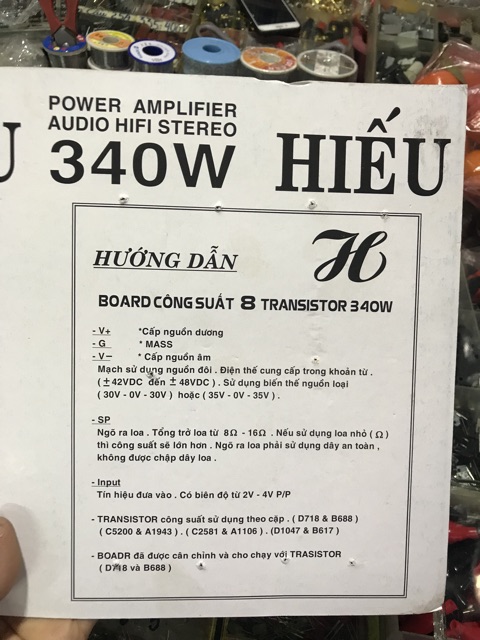 U
POWER AMPLIFIER
AUDIO HIFI STEREO
340W
HIẾU
H
HƯỚNG DẪN
BOARD CÔNG SUẤT 8 TRANSISTOR 340W
- V+ *Cấp nguồn dương
- G * MASS
- V– * Cấp nguồn âm
Mạch sử dụng nguồn đôi . Điện thế cung cấp trong khoản từ .
( ±42VDC đến ± 48VDC ) . Sử dụng biến thế nguồn loại
( 30V - 0V - 30V ) hoặc ( 35V - 0V - 35V ) .
- SP
Ngõ ra loa . Tổng trở loa từ 8Ω - 16Ω . Nếu sử dụng loa nhỏ ( Ω )
thì công suất sẽ lớn hơn . Ngõ ra loa phải sử dụng dây an toàn ,
không được chập dây loa .
- Input
Tín hiệu đưa vào . Có biên độ từ 2V - 4V P/P
- TRANSISTOR công suất sử dụng theo cặp . ( D718 & B688 )
( C5200 & A1943 ) . ( C2581 & A1106 ) . (D1047 & B617 )
- BOADR đã được cân chỉnh và cho chạy với TRASISTOR
( D718 và B688 )